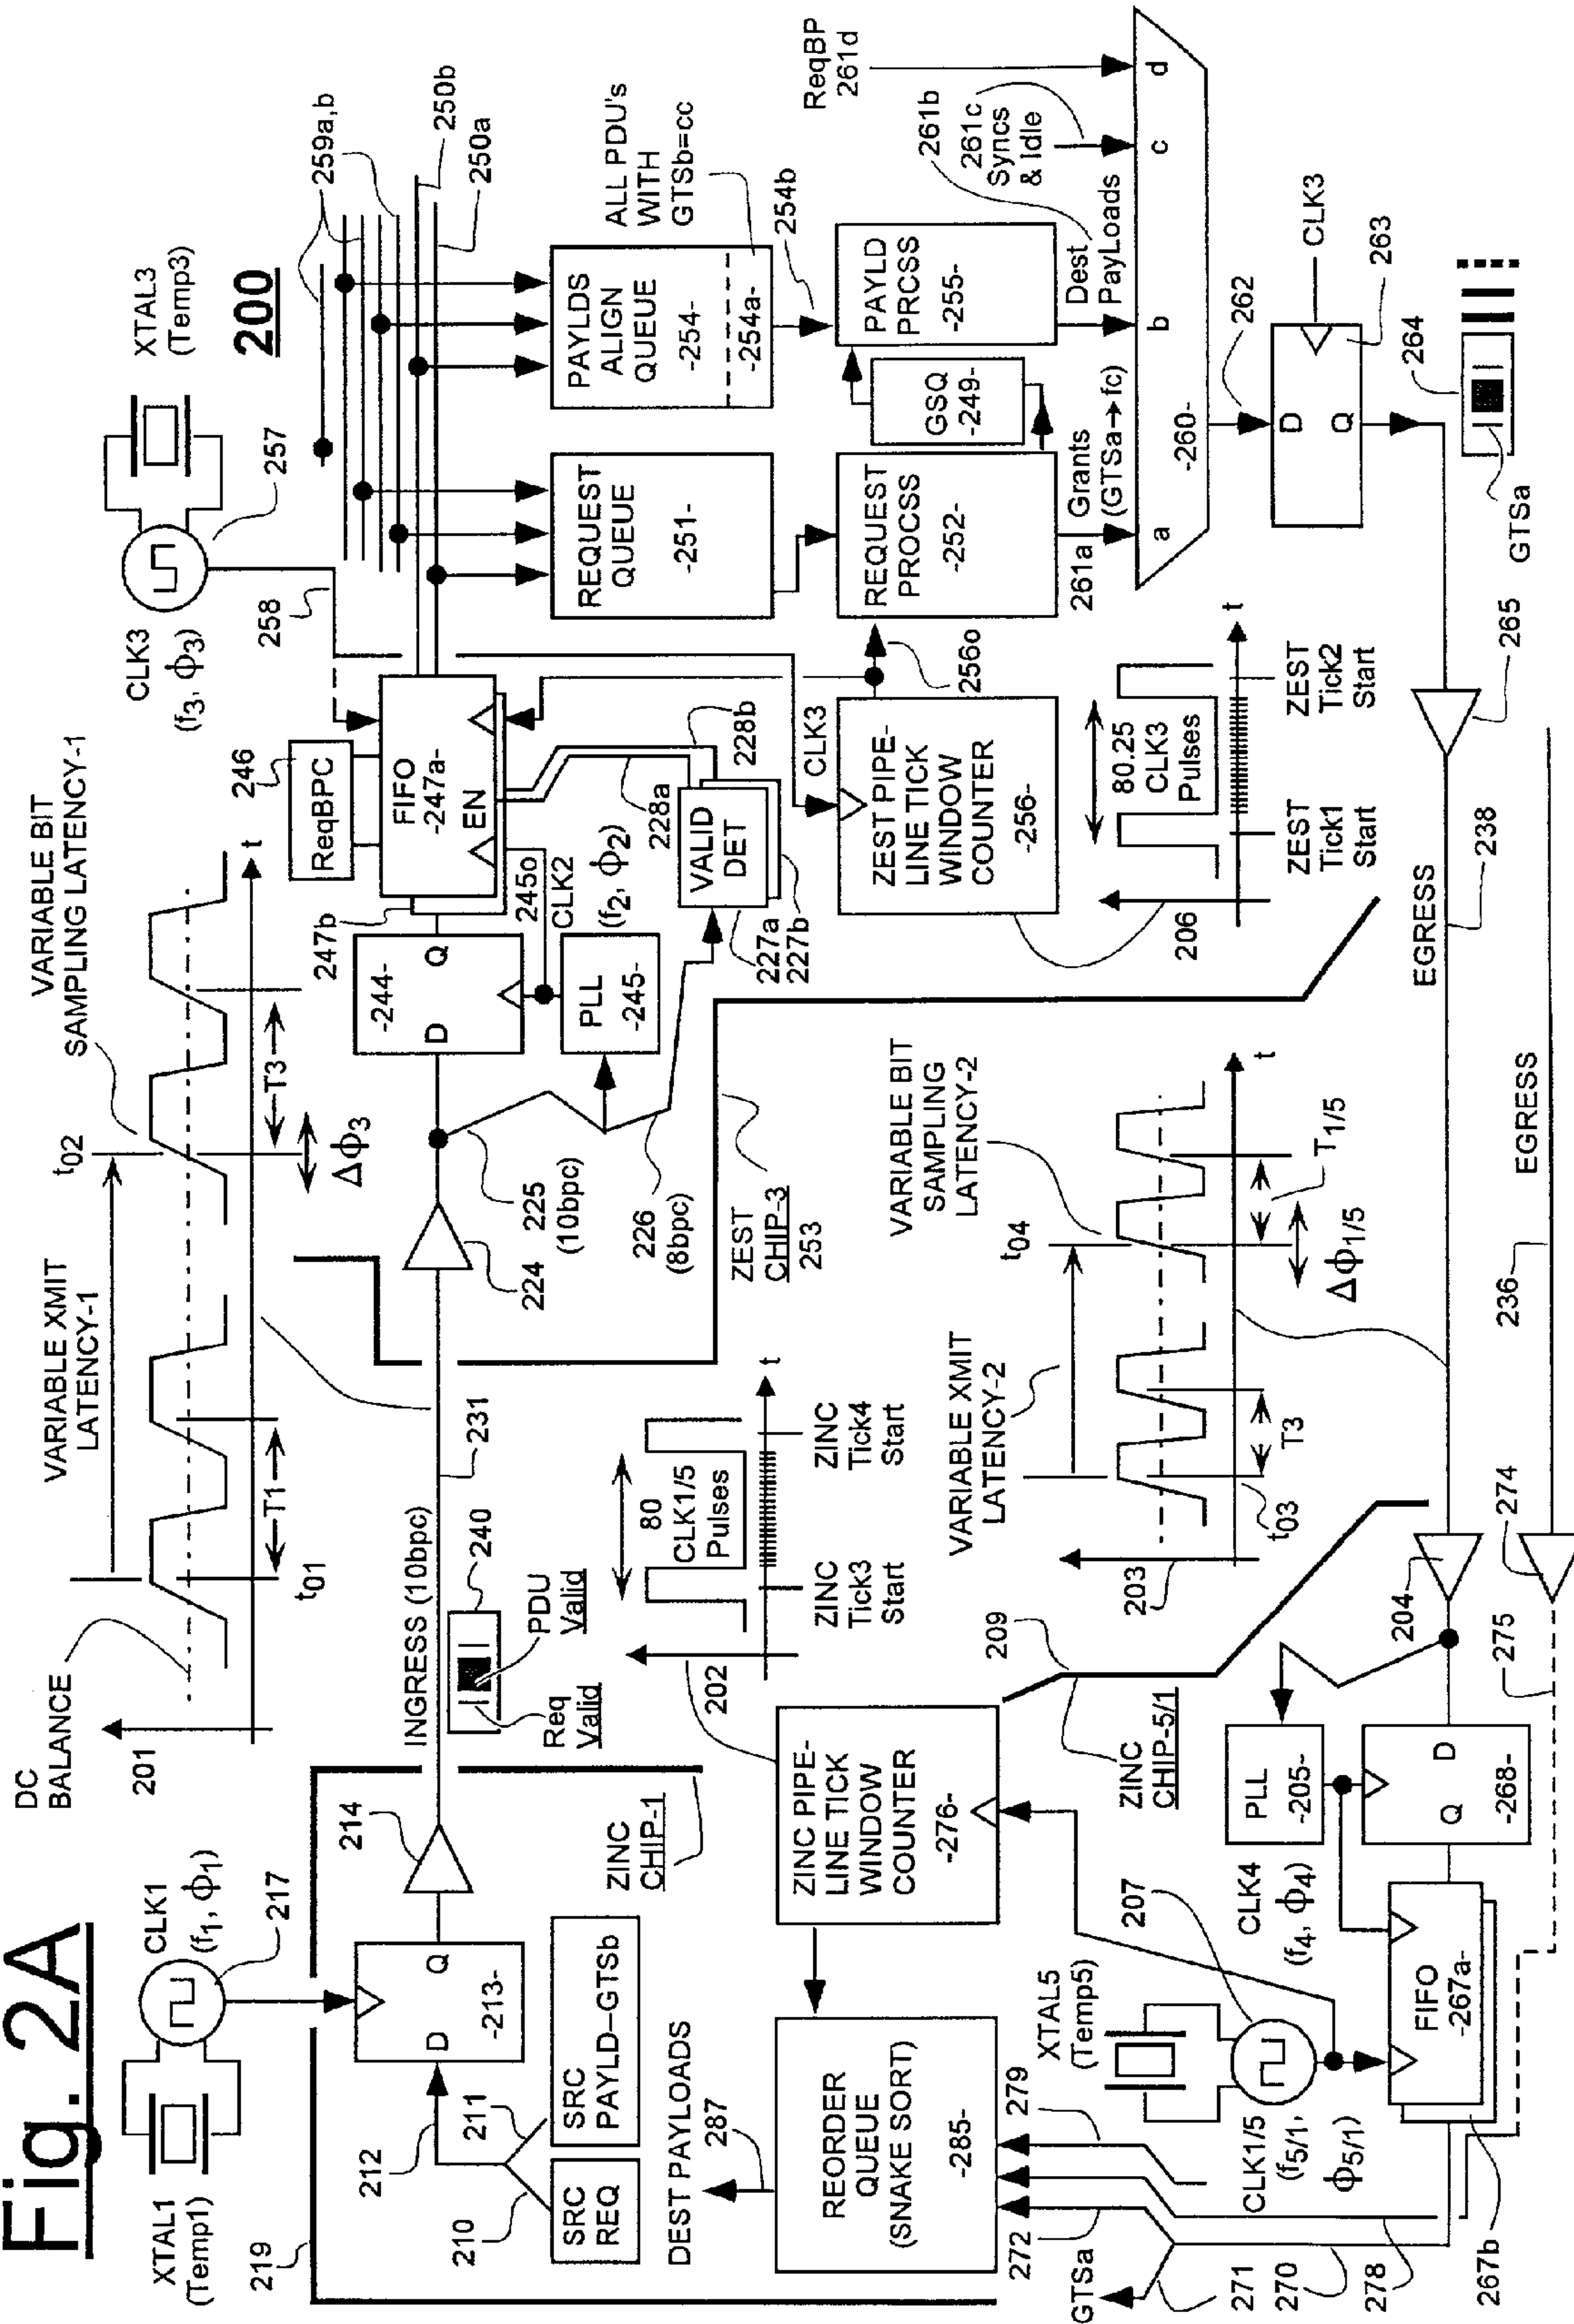 Fig. 2A
XTAL1
(Temp1)
CLK1
(f1, Φ1)
217
219
DC
BALANCE
201
t01
T1
VARIABLE XMIT
LATENCY-1
t02
T3
ΔΦ3
VARIABLE BIT
SAMPLING LATENCY-1
t
XTAL3
(Temp3)
CLK3
(f3, Φ3)
257
258
200
259a,b
250b
250a
D
Q
-213-
214
212
211
210
SRC
REQ
SRC
PAYLD–GTSb
ZINC
CHIP-1
INGRESS (10bpc)
231
240
Req
Valid
PDU
Valid
224
225
(10bpc)
226
(8bpc)
ZEST
CHIP-3
253
D
Q
-244-
PLL
-245-
245o
CLK2
(f2, Φ2)
247b
246
ReqBPC
FIFO
-247a-
EN
228a
228b
VALID
DET
227a
227b
CLK3
ZEST PIPE-
LINE TICK
WINDOW
COUNTER
-256-
256o
206
80.25
CLK3
Pulses
ZEST
Tick1
Start
ZEST
Tick2
Start
t
REQUEST
QUEUE
-251-
REQUEST
PROCSS
-252-
PAYLDS
ALIGN
QUEUE
-254-
-254a-
ALL PDU's
WITH
GTSb=cc
254b
GSQ
-249-
PAYLD
PRCSS
-255-
261a
Grants
(GTSa→fc)
Dest
PayLoads
261b
261c
Syncs
& Idle
ReqBP
261d
a
b
c
d
-260-
262
D
Q
CLK3
263
264
GTSa
265
EGRESS
238
EGRESS
236
202
80
CLK1/5
Pulses
ZINC
Tick3
Start
ZINC
Tick4
Start
t
VARIABLE XMIT
LATENCY-2
VARIABLE BIT
SAMPLING
LATENCY-2
203
t03
T3
t04
T1/5
ΔΦ1/5
t
DEST PAYLOADS
287
REORDER
QUEUE
(SNAKE SORT)
-285-
ZINC PIPE-
LINE TICK
WINDOW
COUNTER
-276-
209
ZINC
CHIP-5/1
204
274
275
PLL
-205-
D
Q
-268-
CLK4
(f4, Φ4)
207
XTAL5
(Temp5)
CLK1/5
(f5/1,
Φ5/1)
FIFO
-267a-
267b
279
272
GTSa
271
270
278